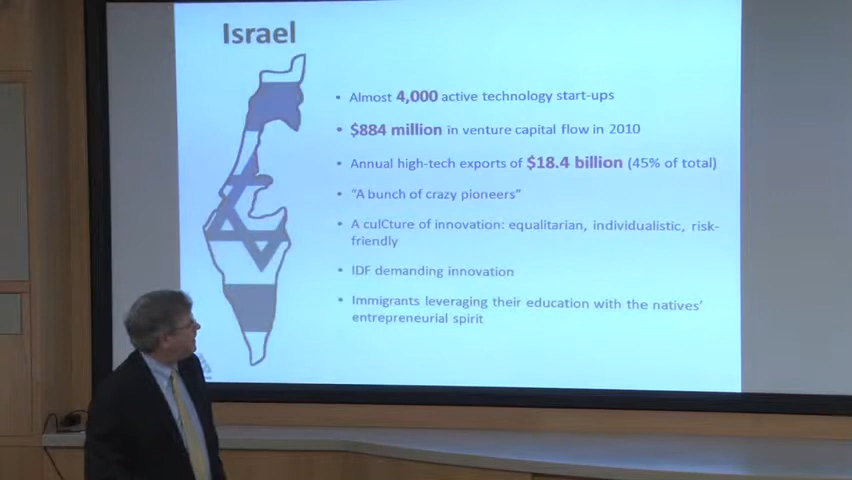 Israel
• Almost 4,000 active technology start-ups
• $884 million in venture capital flow in 2010
• Annual high-tech exports of $18.4 billion (45% of total)
• "A bunch of crazy pioneers"
• A culCture of innovation: equalitarian, individualistic, risk-
friendly
• IDF demanding innovation
• Immigrants leveraging their education with the natives'
entrepreneurial spirit